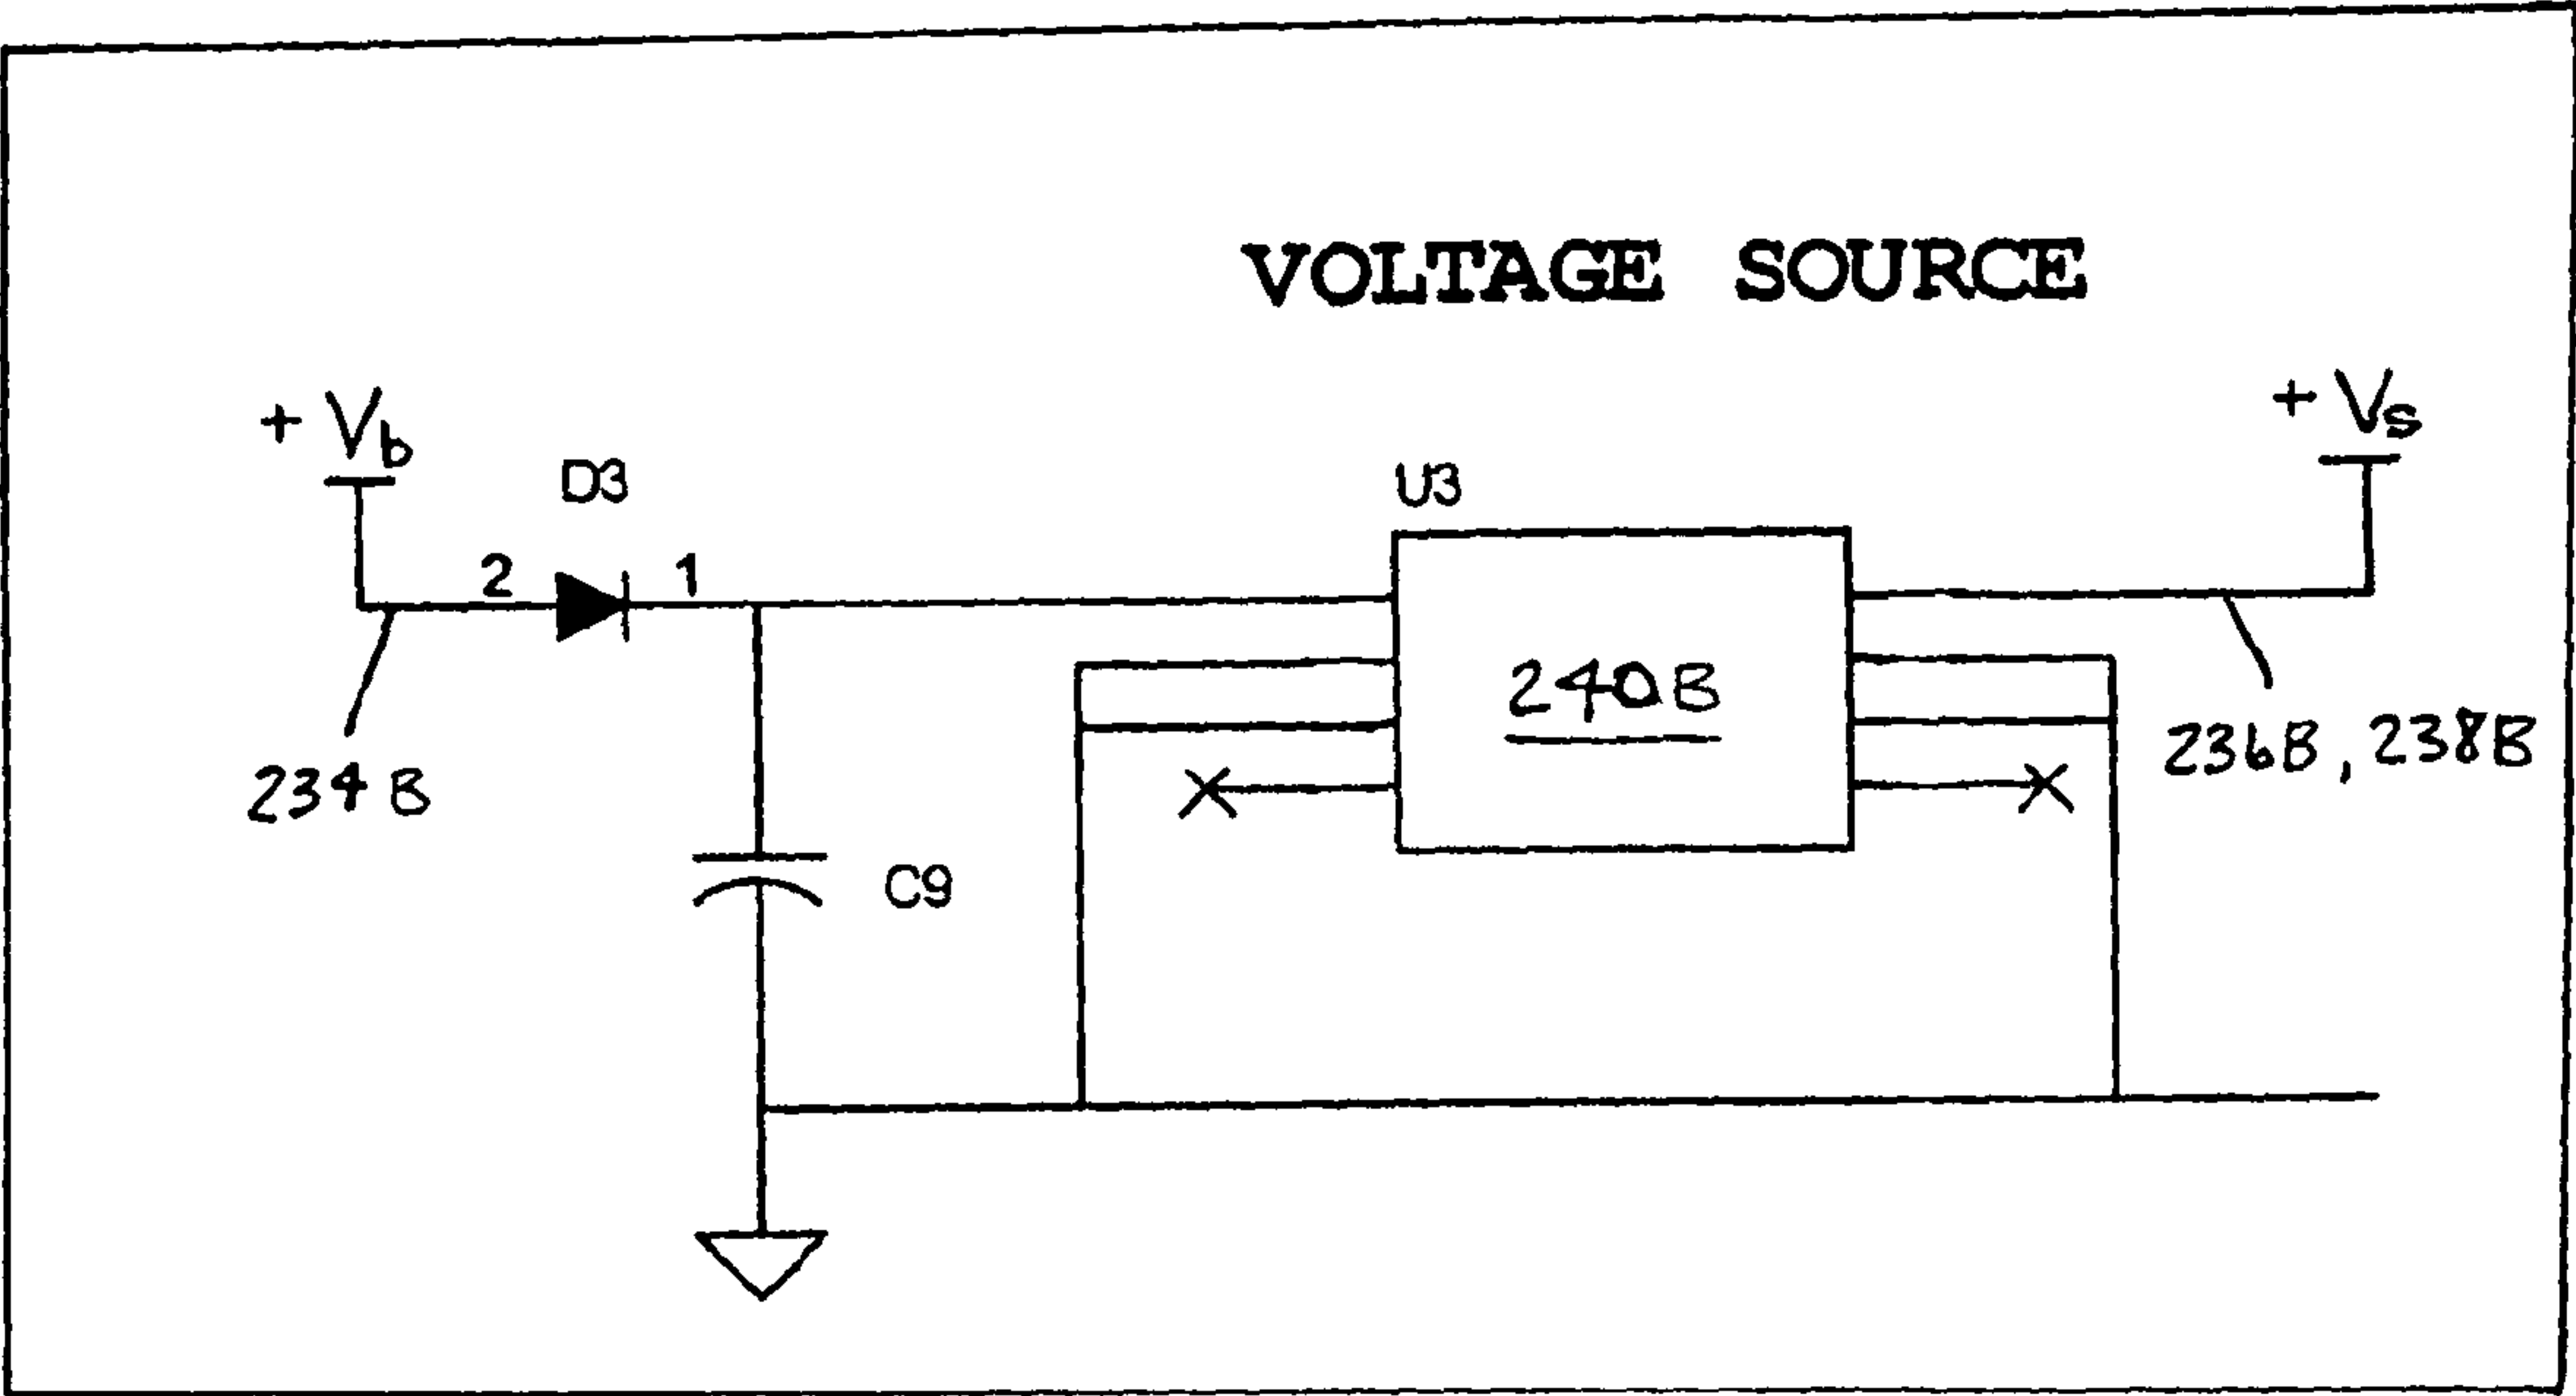 VOLTAGE SOURCE
+ Vb
+ Vs
D3
U3
2
1
240B
234B
236B, 238B
C9